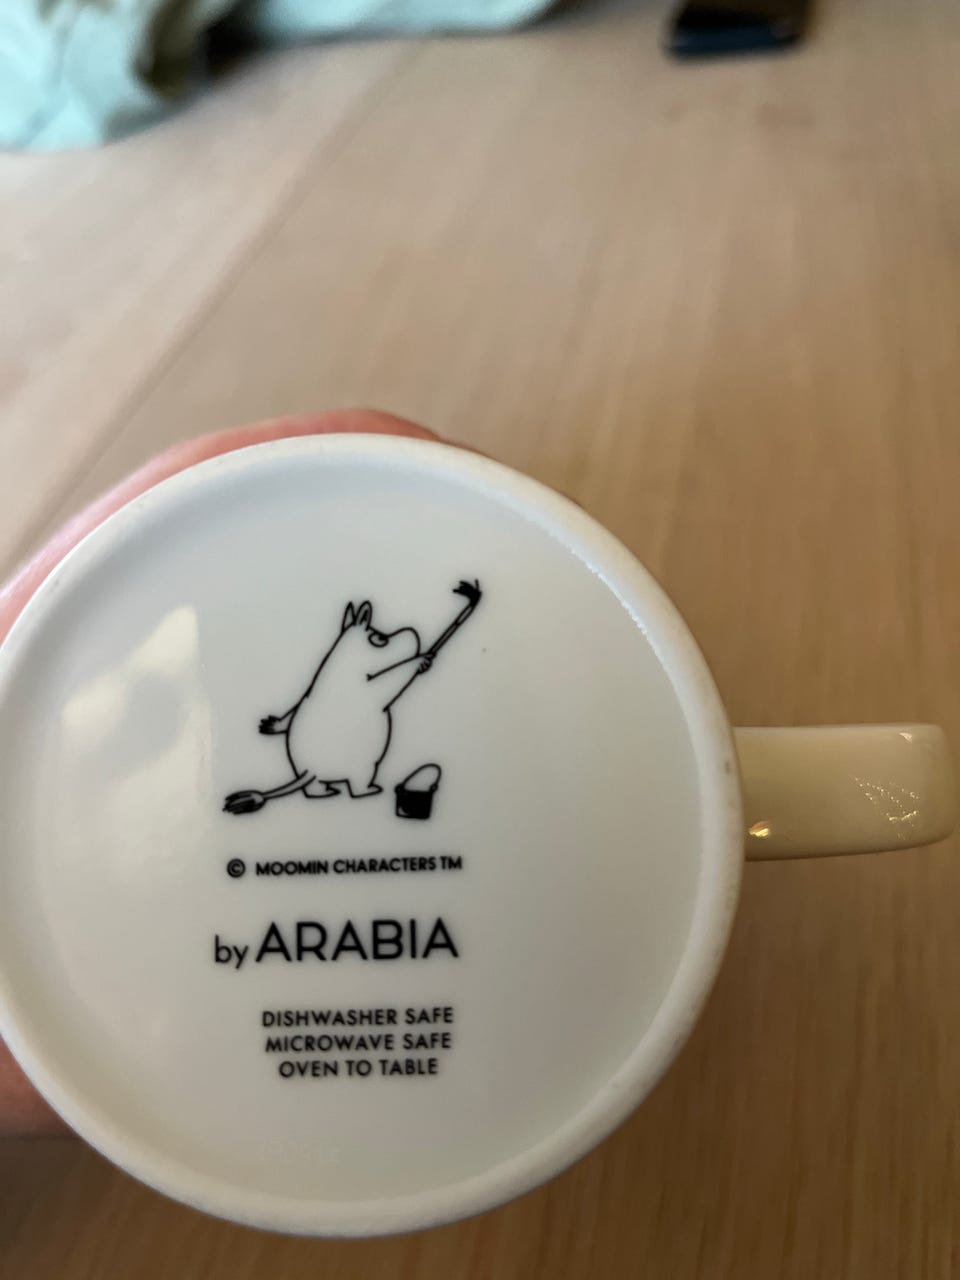 © MOOMIN CHARACTERS TM
by ARABIA
DISHWASHER SAFE
MICROWAVE SAFE
OVEN TO TABLE